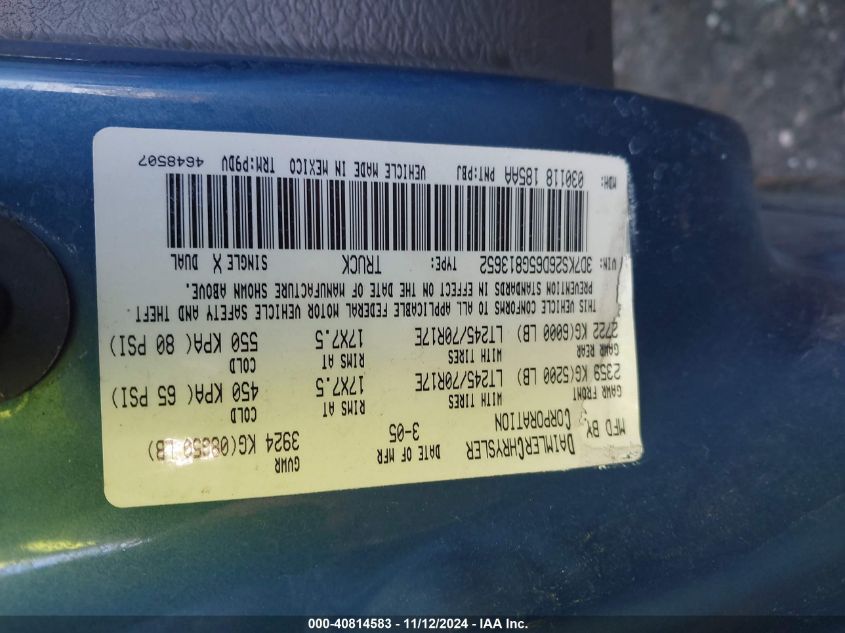 MFD BY DAIMLERCHRYSLER CORPORATION
DATE OF MFR 3-05
GVWR 3924 KG(08650 LB)
GAWR FRONT 2359 KG(5200 LB)
WITH TIRES LT245/70R17E
RIMS AT 17X7.5
COLD 450 KPA( 65 PSI)
GAWR REAR 2722 KG(6000 LB)
WITH TIRES LT245/70R17E
RIMS AT 17X7.5
COLD 550 KPA( 80 PSI)
THIS VEHICLE CONFORMS TO ALL APPLICABLE FEDERAL MOTOR VEHICLE SAFETY AND THEFT
PREVENTION STANDARDS IN EFFECT ON THE DATE OF MANUFACTURE SHOWN ABOVE.
VIN: 3D7KS26D65G813652 TYPE: TRUCK SINGLE X DUAL
MDH: 030118 185AA PNT:PBJ VEHICLE MADE IN MEXICO TRM:P9DV 4648507
000-40814583 - 11/12/2024 - IAA Inc.